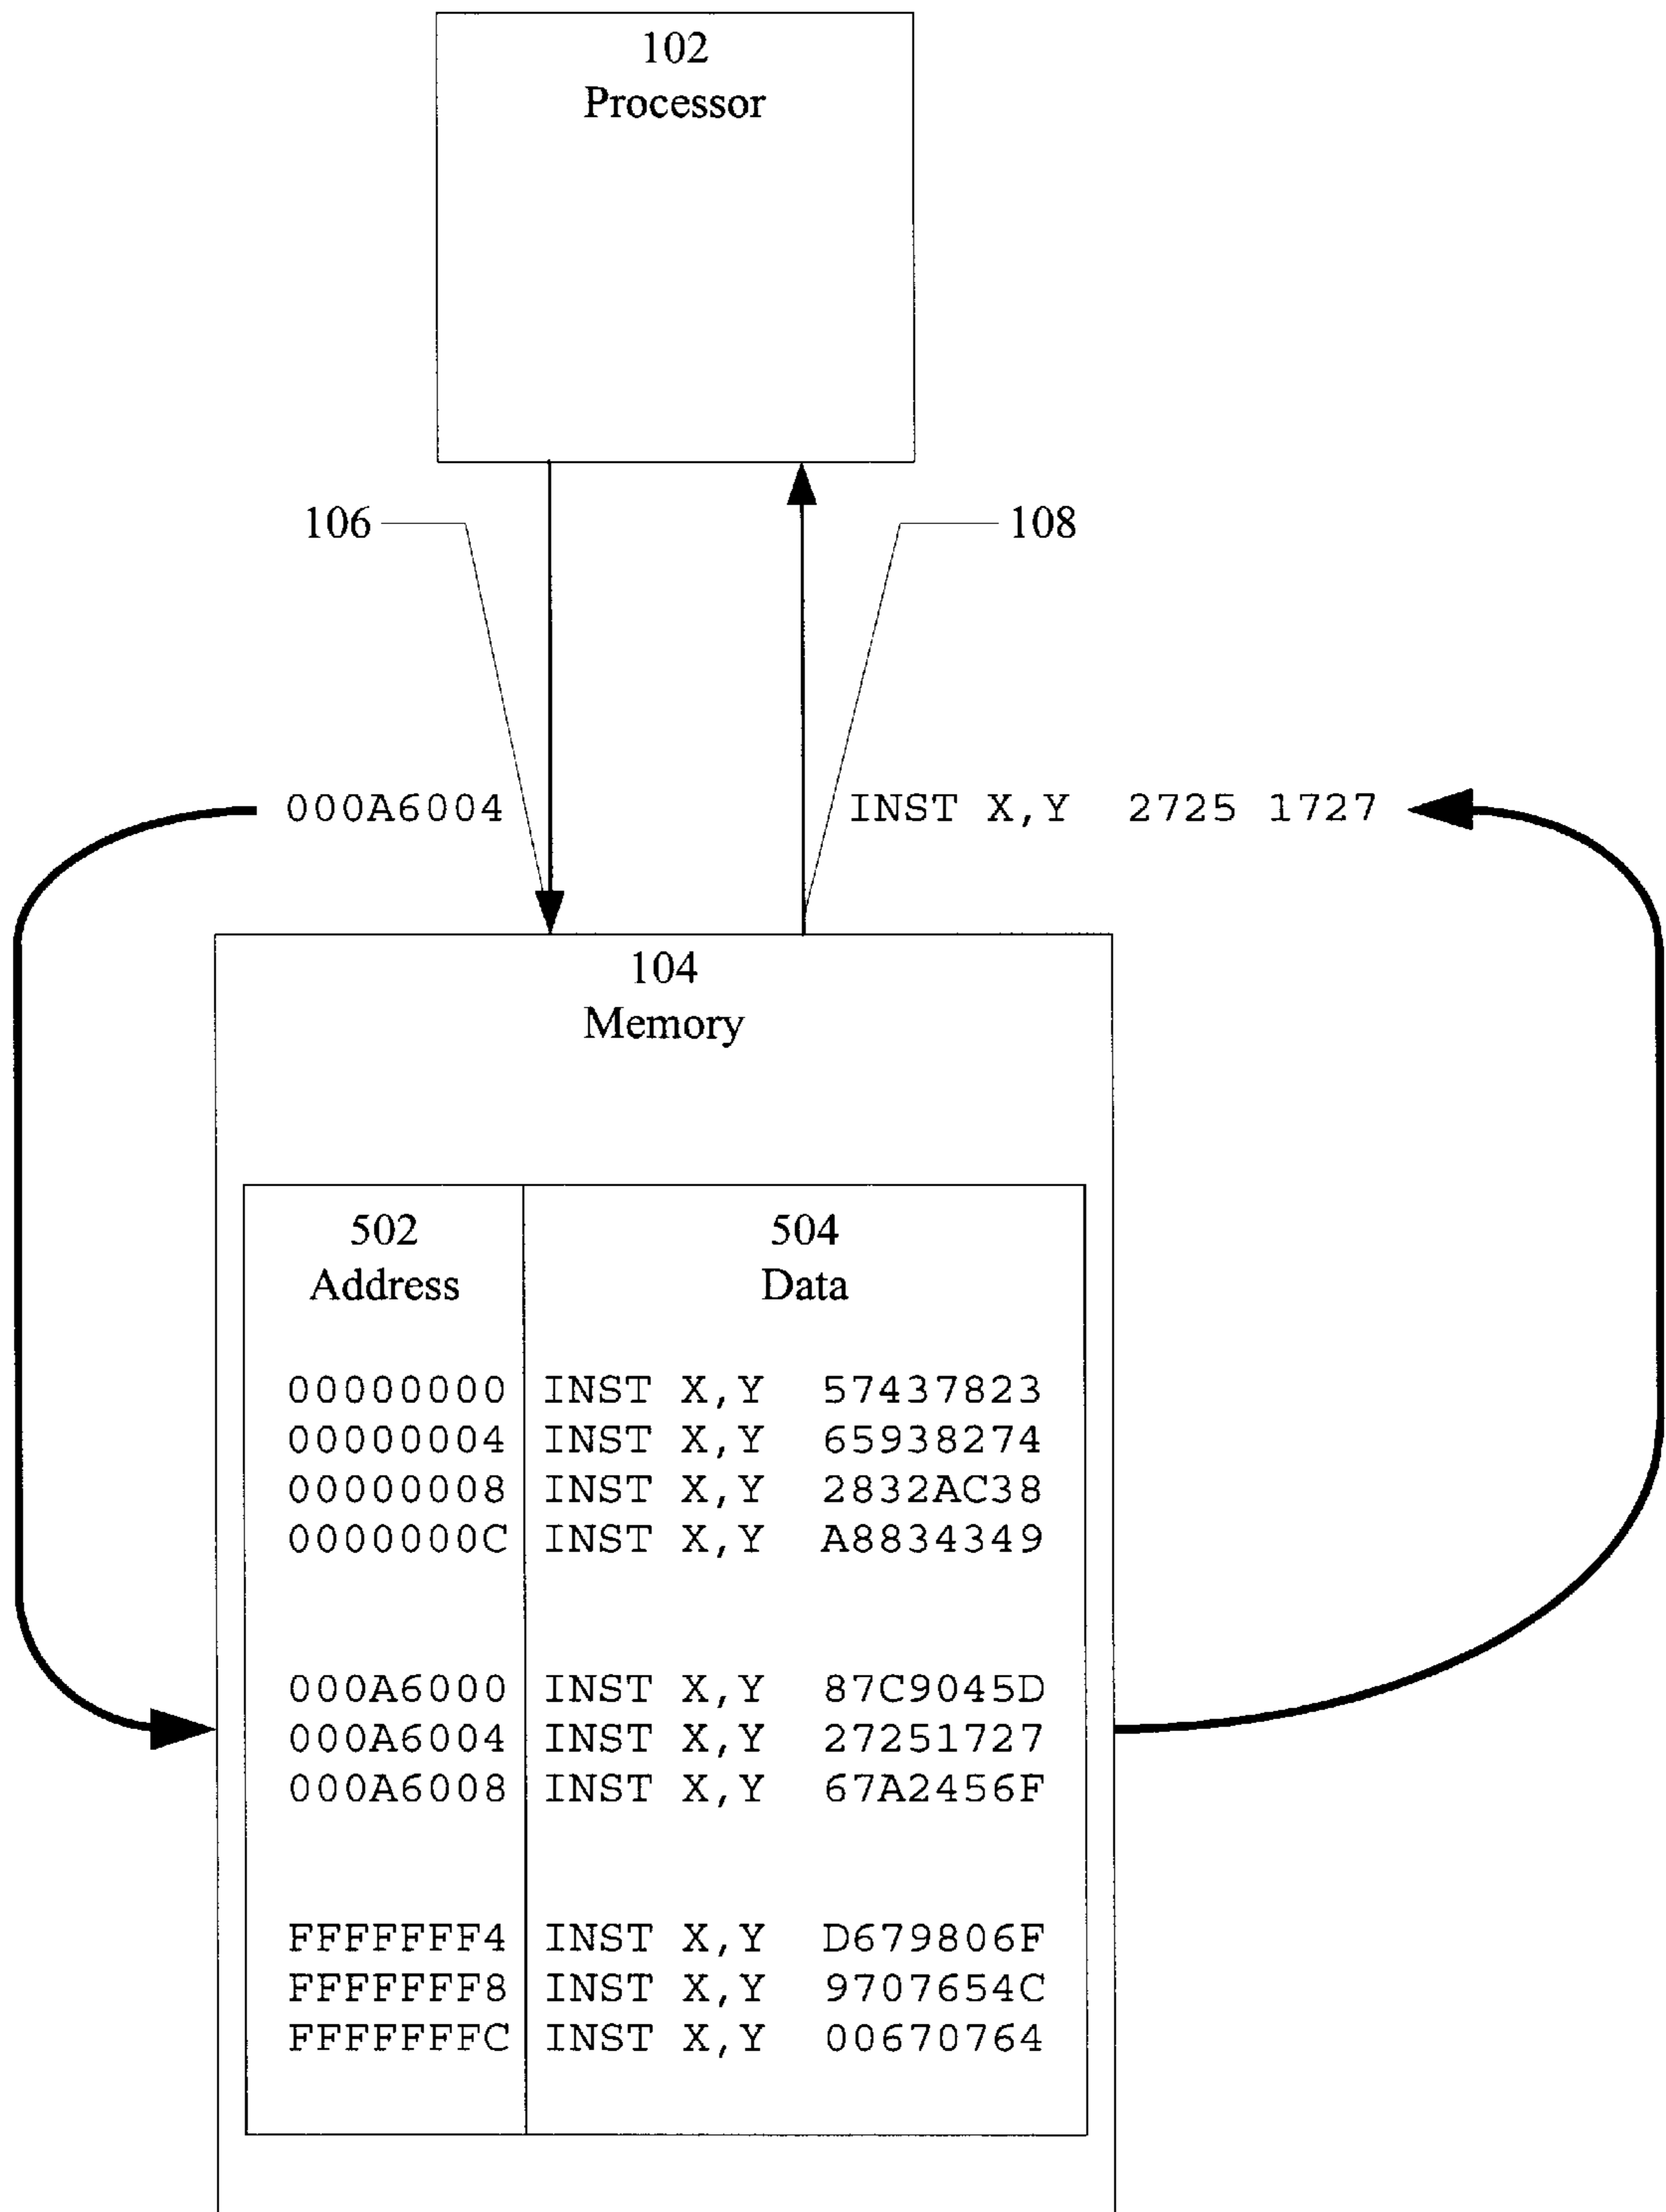 102
Processor
106
108
000A6004
INST X,Y 2725 1727
104
Memory
502
Address
504
Data
00000000 INST X,Y 57437823
00000004 INST X,Y 65938274
00000008 INST X,Y 2832AC38
0000000C INST X,Y A8834349
000A6000 INST X,Y 87C9045D
000A6004 INST X,Y 27251727
000A6008 INST X,Y 67A2456F
FFFFFFF4 INST X,Y D679806F
FFFFFFF8 INST X,Y 9707654C
FFFFFFFC INST X,Y 00670764